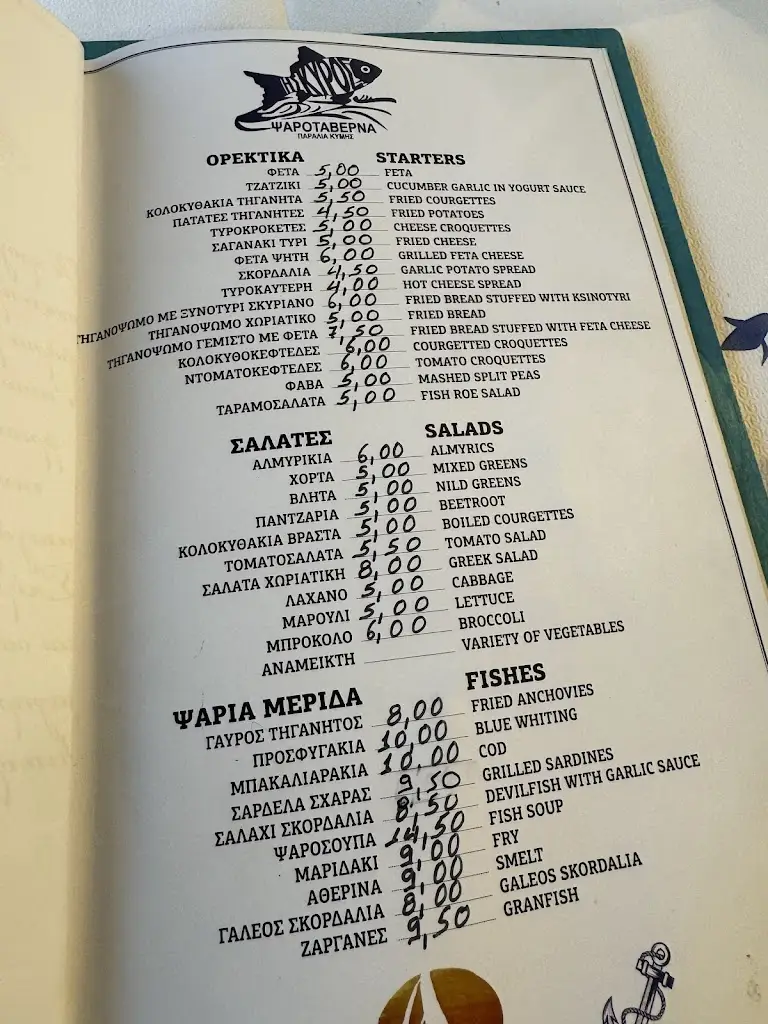 ΤΗΣ ΚΥΡΟΣ
ΨΑΡΟΤΑΒΕΡΝΑ
ΠΑΡΑΛΙΑ ΚΥΜΗΣ
ΟΡΕΚΤΙΚΑ STARTERS
ΦΕΤΑ 5,00 FETA
ΤΖΑΤΖΙΚΙ 5,00 CUCUMBER GARLIC IN YOGURT SAUCE
ΚΟΛΟΚΥΘΑΚΙΑ ΤΗΓΑΝΗΤΑ 5,50 FRIED COURGETTES
ΠΑΤΑΤΕΣ ΤΗΓΑΝΗΤΕΣ 4,50 FRIED POTATOES
ΤΥΡΟΚΡΟΚΕΤΕΣ 5,00 CHEESE CROQUETTES
ΣΑΓΑΝΑΚΙ ΤΥΡΙ 5,00 FRIED CHEESE
ΦΕΤΑ ΨΗΤΗ 6,00 GRILLED FETA CHEESE
ΣΚΟΡΔΑΛΙΑ 4,50 GARLIC POTATO SPREAD
ΤΥΡΟΚΑΥΤΕΡΗ 4,00 HOT CHEESE SPREAD
ΤΗΓΑΝΟΨΩΜΟ ΜΕ ΞΥΝΟΤΥΡΙ ΣΚΥΡΙΑΝΟ 6,00 FRIED BREAD STUFFED WITH KSINOTYRI
ΤΗΓΑΝΟΨΩΜΟ ΧΩΡΙΑΤΙΚΟ 5,00 FRIED BREAD
ΤΗΓΑΝΟΨΩΜΟ ΓΕΜΙΣΤΟ ΜΕ ΦΕΤΑ 7,50 FRIED BREAD STUFFED WITH FETA CHEESE
ΚΟΛΟΚΥΘΟΚΕΦΤΕΔΕΣ 6,00 COURGETTED CROQUETTES
ΝΤΟΜΑΤΟΚΕΦΤΕΔΕΣ 6,00 TOMATO CROQUETTES
ΦΑΒΑ 5,00 MASHED SPLIT PEAS
ΤΑΡΑΜΟΣΑΛΑΤΑ 5,00 FISH ROE SALAD
ΣΑΛΑΤΕΣ SALADS
ΑΛΜΥΡΙΚΙΑ 6,00 ALMYRICS
ΧΟΡΤΑ 5,00 MIXED GREENS
ΒΛΗΤΑ 5,00 NILD GREENS
ΠΑΝΤΖΑΡΙΑ 5,00 BEETROOT
ΚΟΛΟΚΥΘΑΚΙΑ ΒΡΑΣΤΑ 5,00 BOILED COURGETTES
ΤΟΜΑΤΟΣΑΛΑΤΑ 5,50 TOMATO SALAD
ΣΑΛΑΤΑ ΧΩΡΙΑΤΙΚΗ 8,00 GREEK SALAD
ΛΑΧΑΝΟ 5,00 CABBAGE
ΜΑΡΟΥΛΙ 5,00 LETTUCE
ΜΠΡΟΚΟΛΟ 6,00 BROCCOLI
ΑΝΑΜΕΙΚΤΗ VARIETY OF VEGETABLES
ΨΑΡΙΑ ΜΕΡΙΔΑ FISHES
ΓΑΥΡΟΣ ΤΗΓΑΝΗΤΟΣ 8,00 FRIED ANCHOVIES
ΠΡΟΣΦΥΓΑΚΙΑ 10,00 BLUE WHITING
ΜΠΑΚΑΛΙΑΡΑΚΙΑ 10,00 COD
ΣΑΡΔΕΛΑ ΣΧΑΡΑΣ 9,50 GRILLED SARDINES
ΣΑΛΑΧΙ ΣΚΟΡΔΑΛΙΑ 8,50 DEVILFISH WITH GARLIC SAUCE
ΨΑΡΟΣΟΥΠΑ 14,50 FISH SOUP
ΜΑΡΙΔΑΚΙ 9,00 FRY
ΑΘΕΡΙΝΑ 9,00 SMELT
ΓΑΛΕΟΣ ΣΚΟΡΔΑΛΙΑ 8,00 GALEOS SKORDALIA
ΖΑΡΓΑΝΕΣ 9,50 GRANFISH